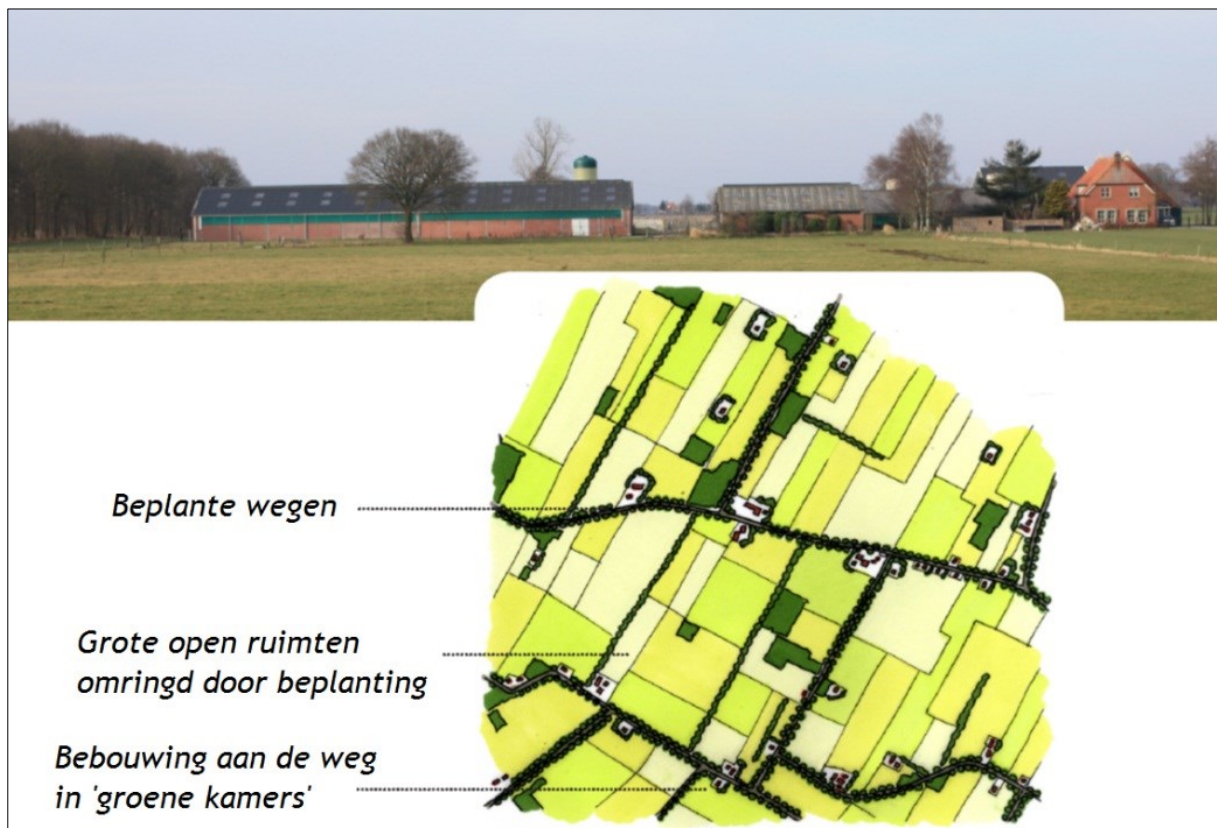 Beplante wegen
Grote open ruimten
omringd door beplanting
Bebouwing aan de weg
in 'groene kamers'